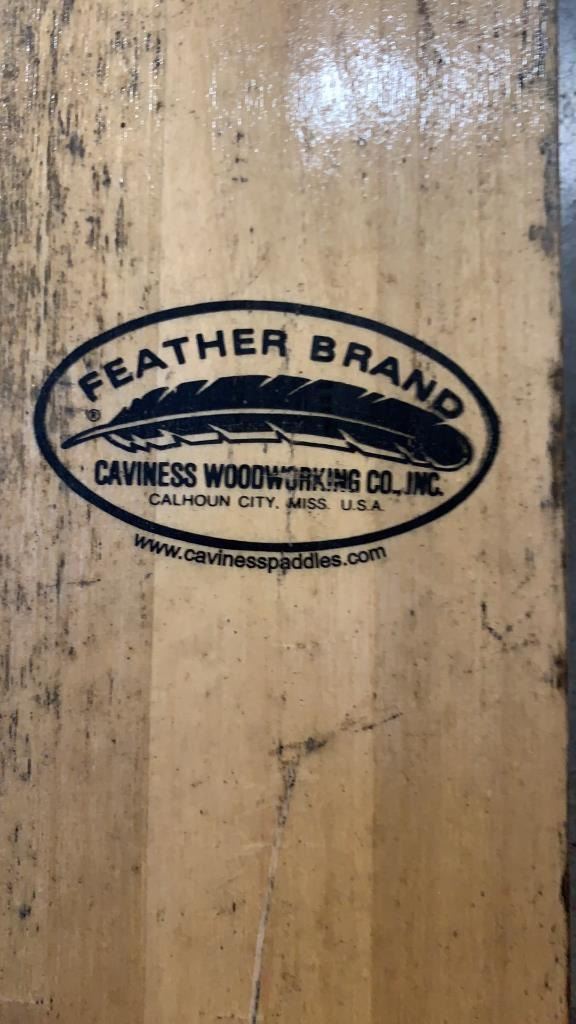 FEATHER BRAND
®
CAVINESS WOODWORKING CO., INC.
CALHOUN CITY, MISS. U.S.A.
www.cavinesspaddles.com